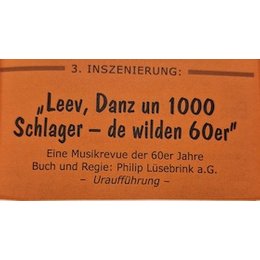 3. INSZENIERUNG:
„Leev, Danz un 1000
Schlager – de wilden 60er"
Eine Musikrevue der 60er Jahre
Buch und Regie: Philip Lüsebrink a.G.
– Uraufführung –